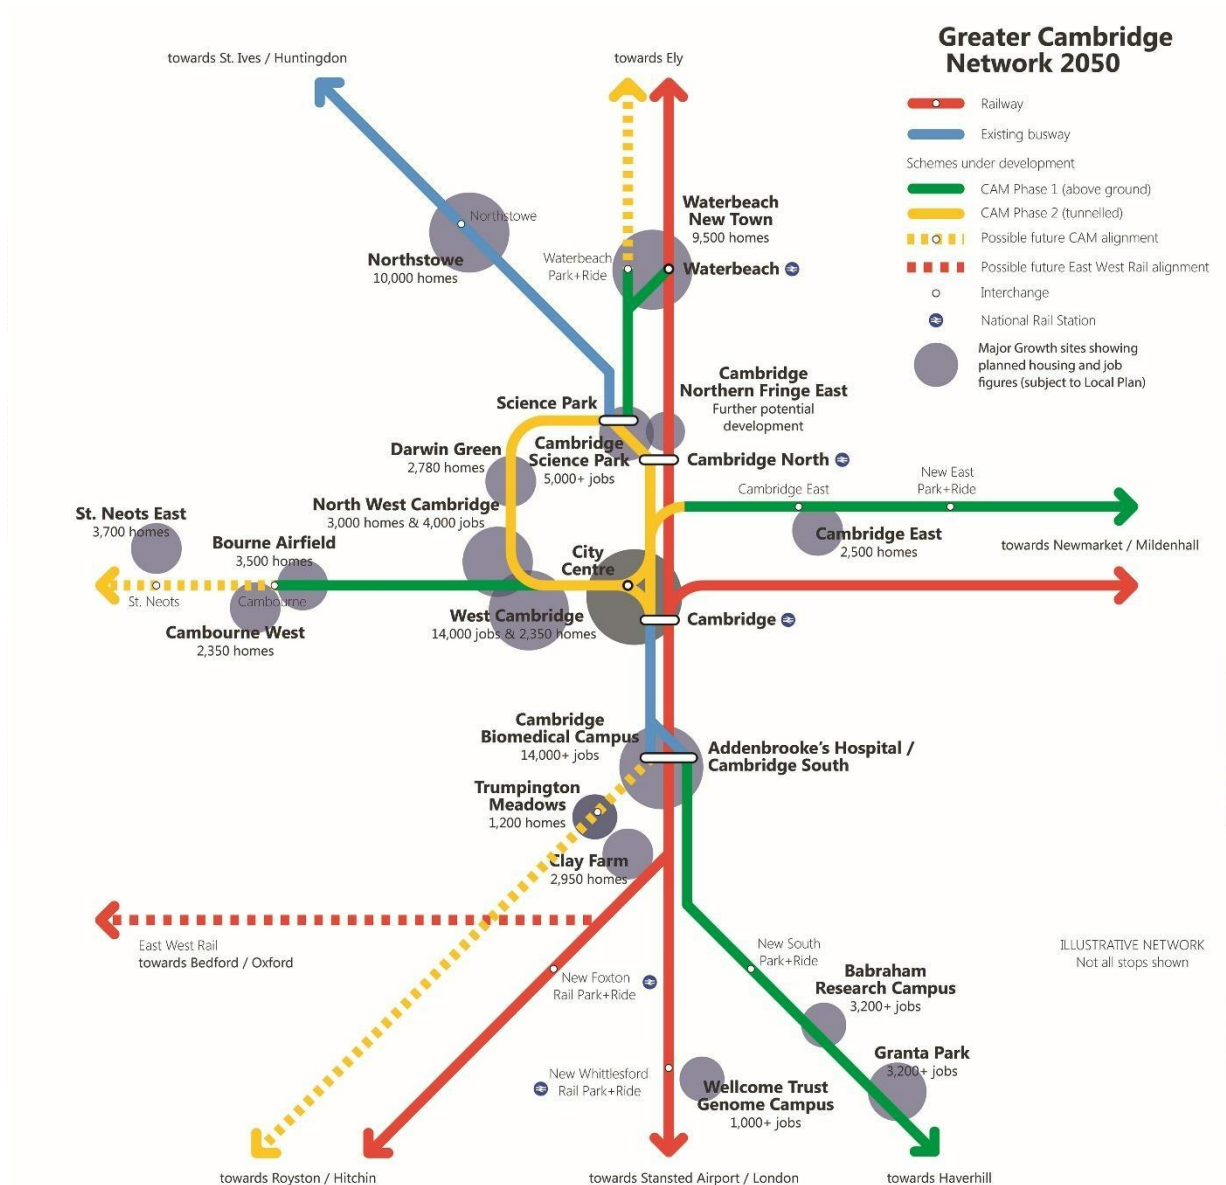 Greater Cambridge
Network 2050
Railway
Existing busway
Schemes under development
CAM Phase 1 (above ground)
CAM Phase 2 (tunnelled)
Possible future CAM alignment
Possible future East West Rail alignment
Interchange
National Rail Station
Major Growth sites showing
planned housing and job
figures (subject to Local Plan)
towards St. Ives / Huntingdon
towards Ely
Northstowe
Northstowe
10,000 homes
Waterbeach
New Town
9,500 homes
Waterbeach
Park+Ride
Waterbeach
Cambridge
Northern Fringe East
Further potential
development
Science Park
Cambridge
Science Park
5,000+ jobs
Darwin Green
2,780 homes
Cambridge North
Cambridge East
New East
Park+Ride
North West Cambridge
3,000 homes & 4,000 jobs
St. Neots East
3,700 homes
Bourne Airfield
3,500 homes
City
Centre
Cambridge East
2,500 homes
towards Newmarket / Mildenhall
St. Neots
Cambourne
Cambourne West
2,350 homes
West Cambridge
14,000 jobs & 2,350 homes
Cambridge
Cambridge
Biomedical Campus
14,000+ jobs
Addenbrooke's Hospital /
Cambridge South
Trumpington
Meadows
1,200 homes
Clay Farm
2,950 homes
East West Rail
towards Bedford / Oxford
New Foxton
Rail Park+Ride
New South
Park+Ride
Babraham
Research Campus
3,200+ jobs
ILLUSTRATIVE NETWORK
Not all stops shown
Granta Park
3,200+ jobs
New Whittlesford
Rail Park+Ride
Wellcome Trust
Genome Campus
1,000+ jobs
towards Royston / Hitchin
towards Stansted Airport / London
towards Haverhill